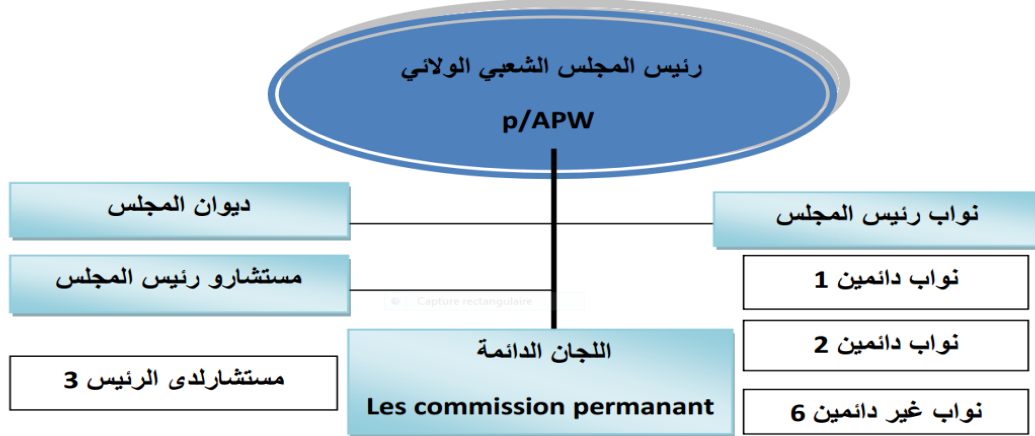 رئيس المجلس الشعبي الولائي
p/APW
ديوان المجلس
نواب رئيس المجلس
مستشارو رئيس المجلس
نواب دائمين 1
Capture rectangulaire
اللجان الدائمة
نواب دائمين 2
مستشارلدى الرئيس 3
Les commission permanant
نواب غير دائمين 6